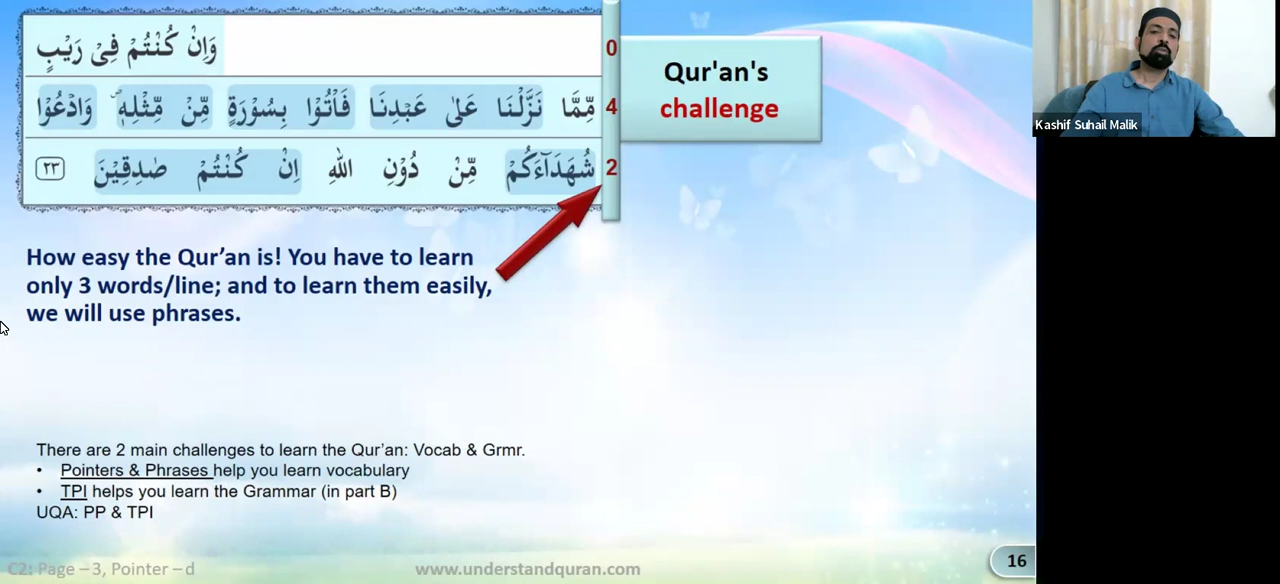 وَاِنْ كُنْتُمْ فِیْ رَیْبٍ
0
مِّمَّا نَزَّلْنَا عَلٰی عَبْدِنَا فَاْتُوْا بِسُوْرَةٍ مِّنْ مِّثْلِهٖ ۪ وَادْعُوْا
4
شُهَدَآءَكُمْ مِّنْ دُوْنِ اللّٰهِ اِنْ كُنْتُمْ صٰدِقِیْنَ ٢٣
2
Qur'an's
challenge
Kashif Suhail Malik
How easy the Qur’an is! You have to learn
only 3 words/line; and to learn them easily,
we will use phrases.
There are 2 main challenges to learn the Qur’an: Vocab & Grmr.
• Pointers & Phrases help you learn vocabulary
• TPI helps you learn the Grammar (in part B)
UQA: PP & TPI
C2: Page – 3, Pointer – d
www.understandquran.com
16